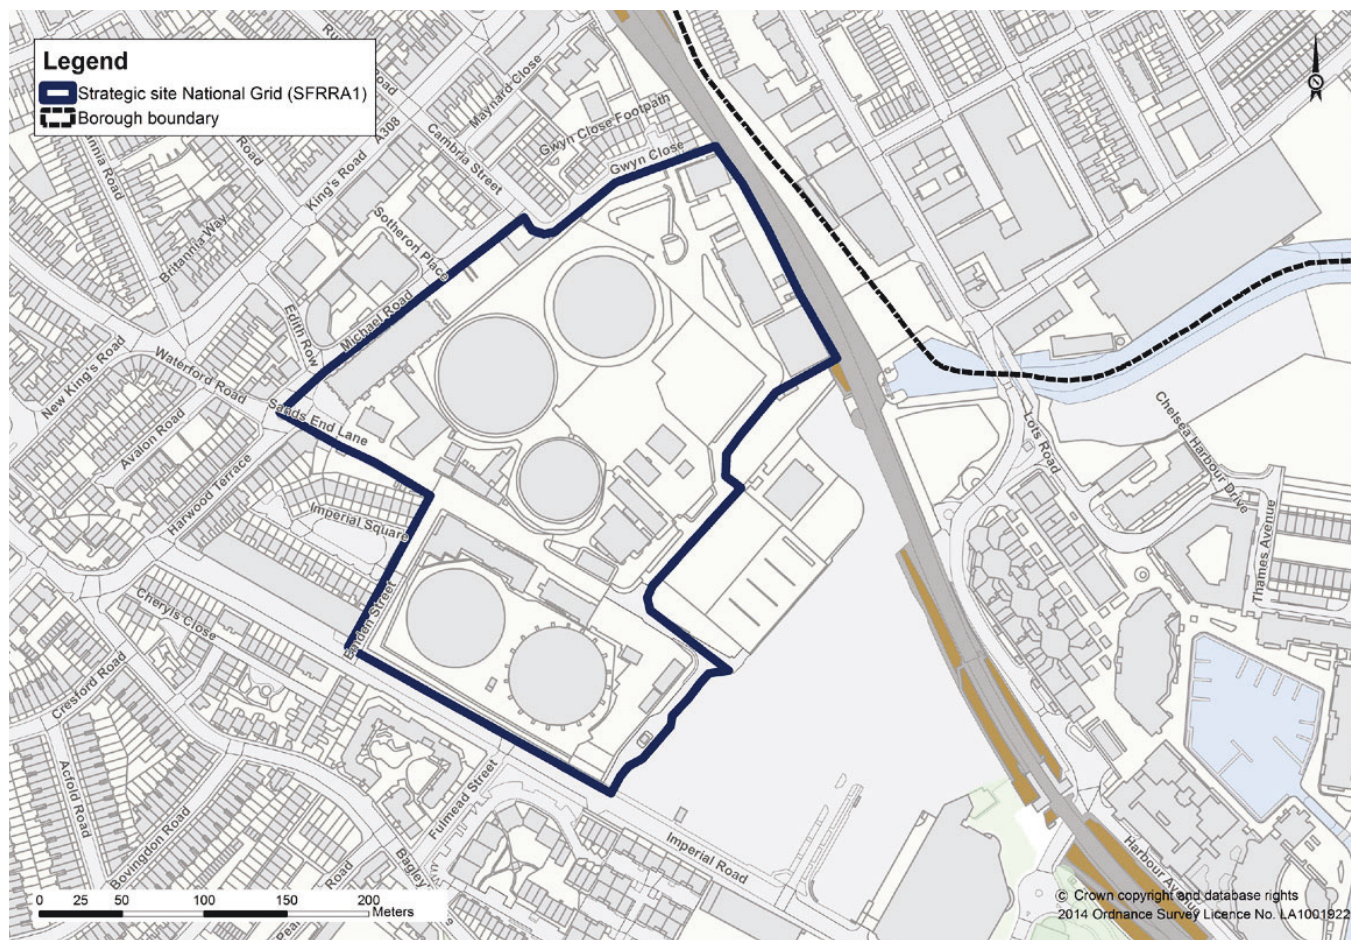 Legend
Strategic site National Grid (SFRRA1)
Borough boundary
Road
King's Road
A308
Cambria Street
Maynard Close
Gwyn Close Footpath
Gwyn Close
Road
Britannia Way
Sotheron Place
Edith Row
Michael Road
New King's Road
Waterford Road
Avalon Road
Sands End Lane
Harwood Terrace
Imperial Square
Emden Street
Cheryls Close
Cresford Road
Acfold Road
Bovingdon Road
Road
Fulmead Street
Imperial Road
Lots Road
Chelsea Harbour Drive
Thames Avenue
Harbour Avenue
0 25 50 100 150 200
Meters
© Crown copyright and database rights
2014 Ordnance Survey Licence No. LA1001922